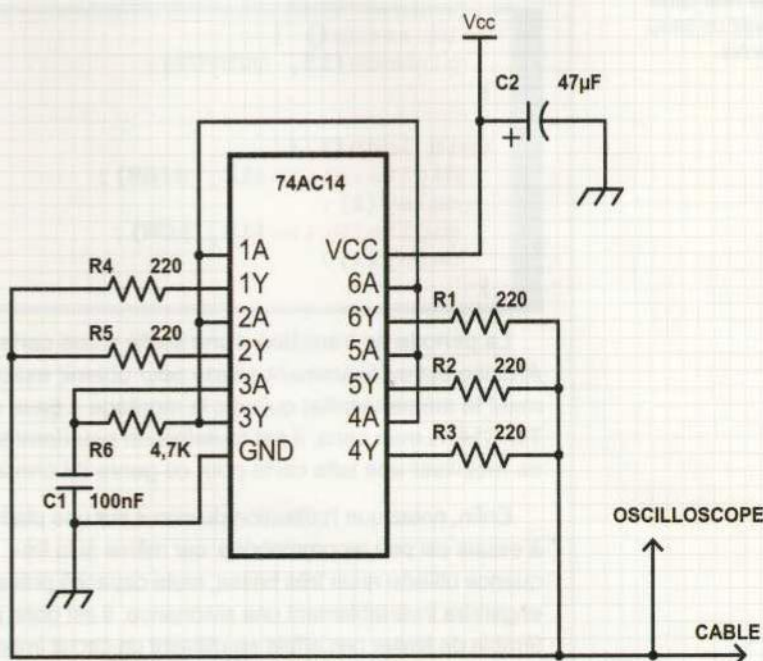 Vcc
C2 47µF
+
74AC14
1A
1Y
2A
2Y
3A
3Y
GND
VCC
6A
6Y
5A
5Y
4A
4Y
R4 220
R5 220
R6 4,7K
C1 100nF
R1 220
R2 220
R3 220
OSCILLOSCOPE
CABLE